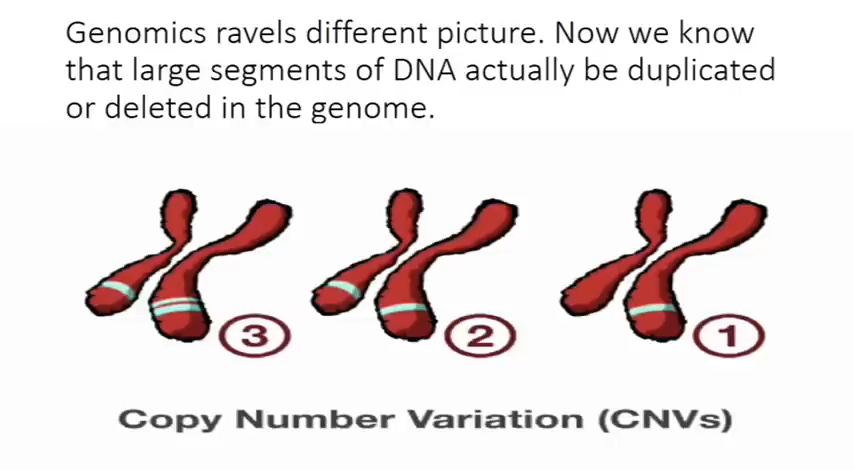 Genomics ravels different picture. Now we know
that large segments of DNA actually be duplicated
or deleted in the genome.
3 2 1
Copy Number Variation (CNVs)